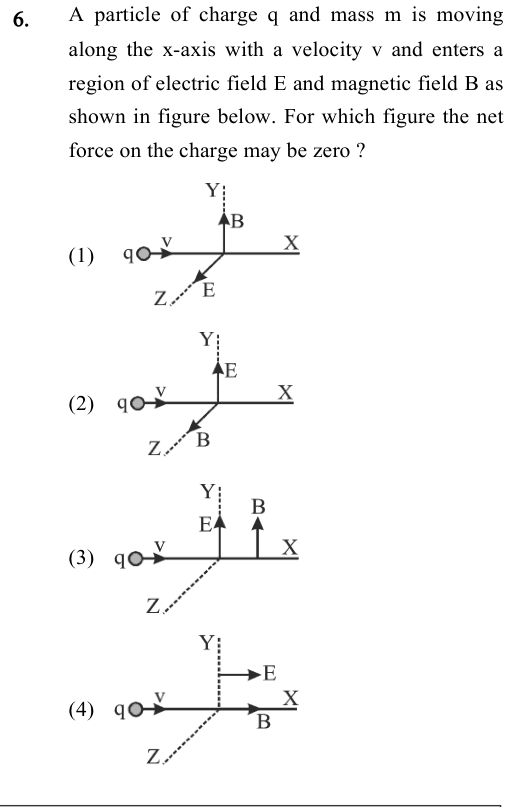 6. A particle of charge q and mass m is moving
along the x-axis with a velocity v and enters a
region of electric field E and magnetic field B as
shown in figure below. For which figure the net
force on the charge may be zero ?
Y
B
(1) q v X
Z E
Y
E
(2) q v X
Z B
Y B
E
(3) q v X
Z
Y
E
(4) q v X
B
Z